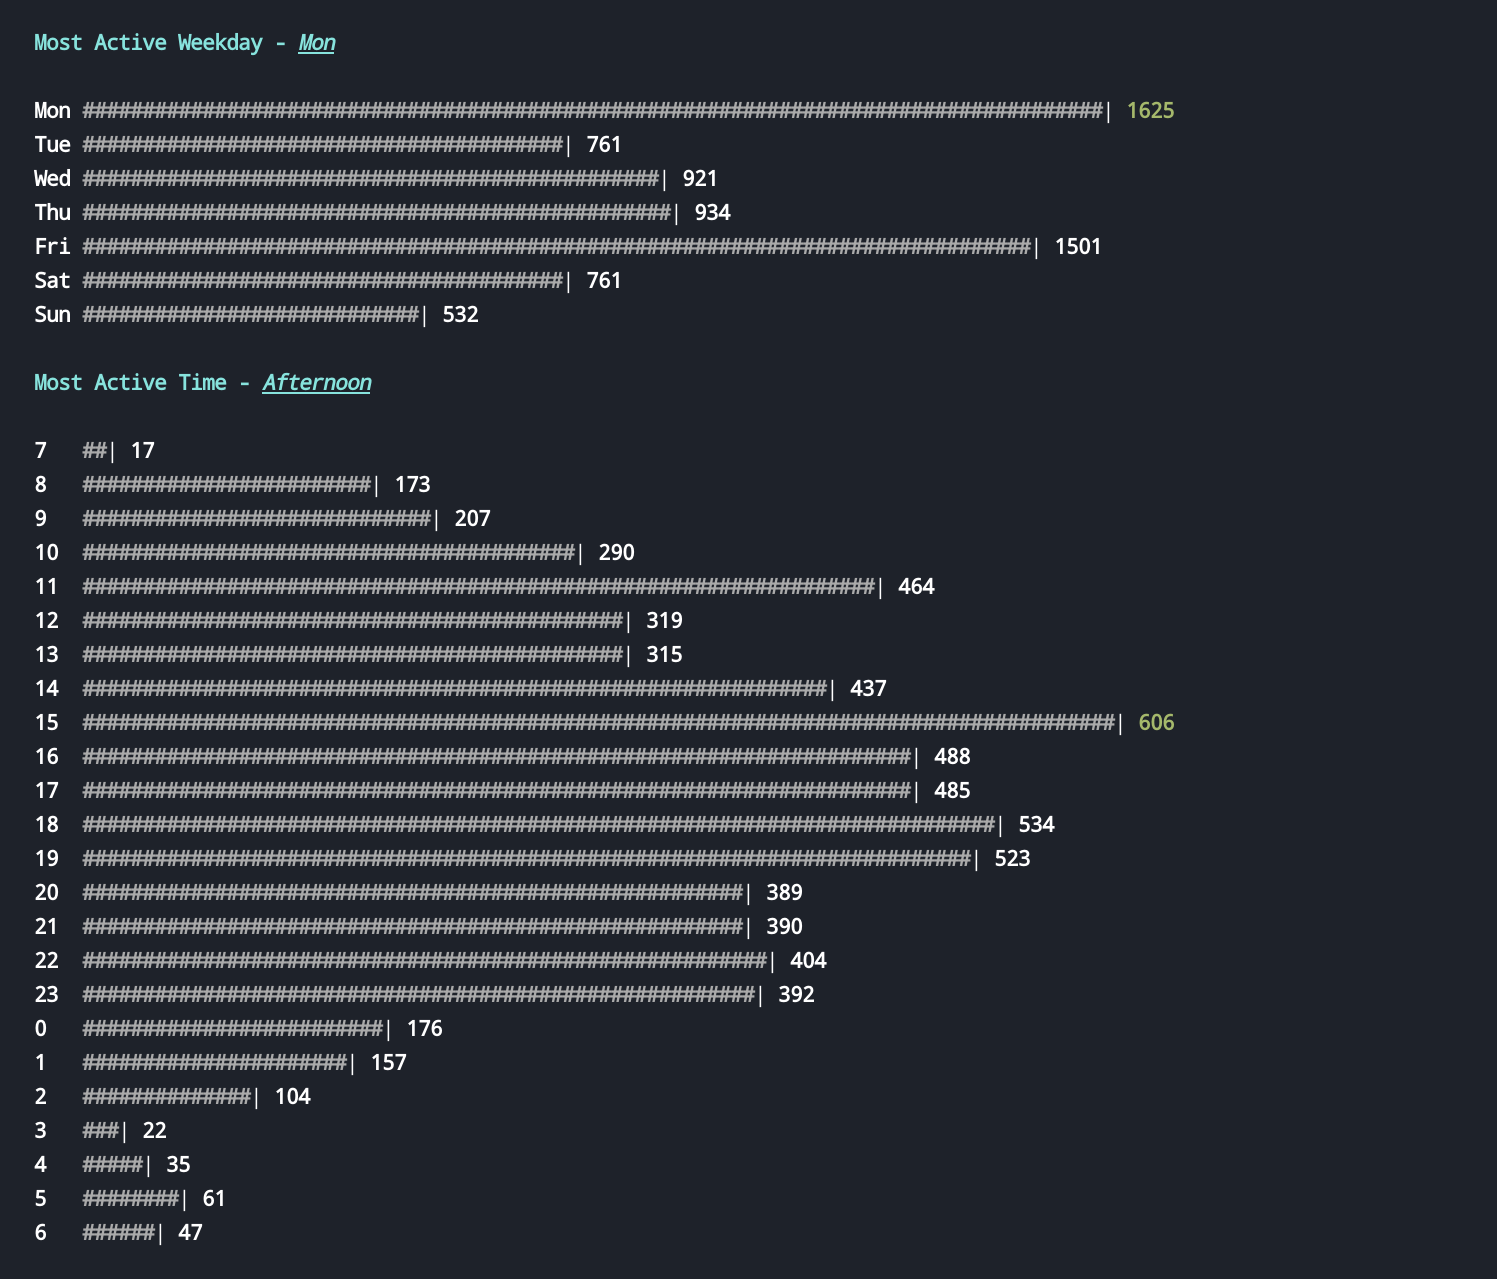 Most Active Weekday - Mon
Mon #####################################################################################| 1625
Tue ########################################| 761
Wed ################################################| 921
Thu #################################################| 934
Fri ###############################################################################| 1501
Sat ########################################| 761
Sun ############################| 532
Most Active Time - Afternoon
7 ##| 17
8 ########################| 173
9 #############################| 207
10 #########################################| 290
11 ##################################################################| 464
12 #############################################| 319
13 #############################################| 315
14 ##############################################################| 437
15 ######################################################################################| 606
16 #####################################################################| 488
17 #####################################################################| 485
18 ############################################################################| 534
19 ##########################################################################| 523
20 #######################################################| 389
21 #######################################################| 390
22 #########################################################| 404
23 ########################################################| 392
0 #########################| 176
1 ######################| 157
2 ##############| 104
3 ###| 22
4 #####| 35
5 ########| 61
6 ######| 47